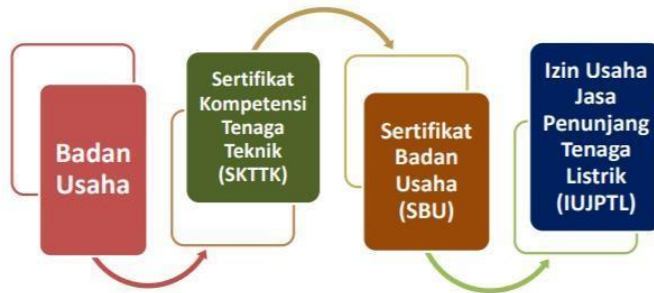 Badan
Usaha
Sertifikat
Kompetensi
Tenaga
Teknik
(SKTTK)
Sertifikat
Badan
Usaha
(SBU)
Izin Usaha
Jasa
Penunjang
Tenaga
Listrik
(IUJPTL)